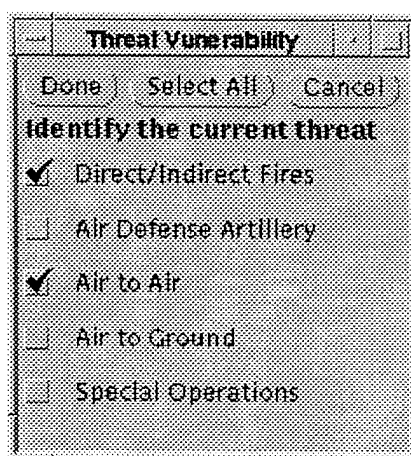 Threat Vunerability
Done Select All Cancel
Identify the current threat
Direct/Indirect Fires
Air Defense Artillery
Air to Air
Air to Ground
Special Operations